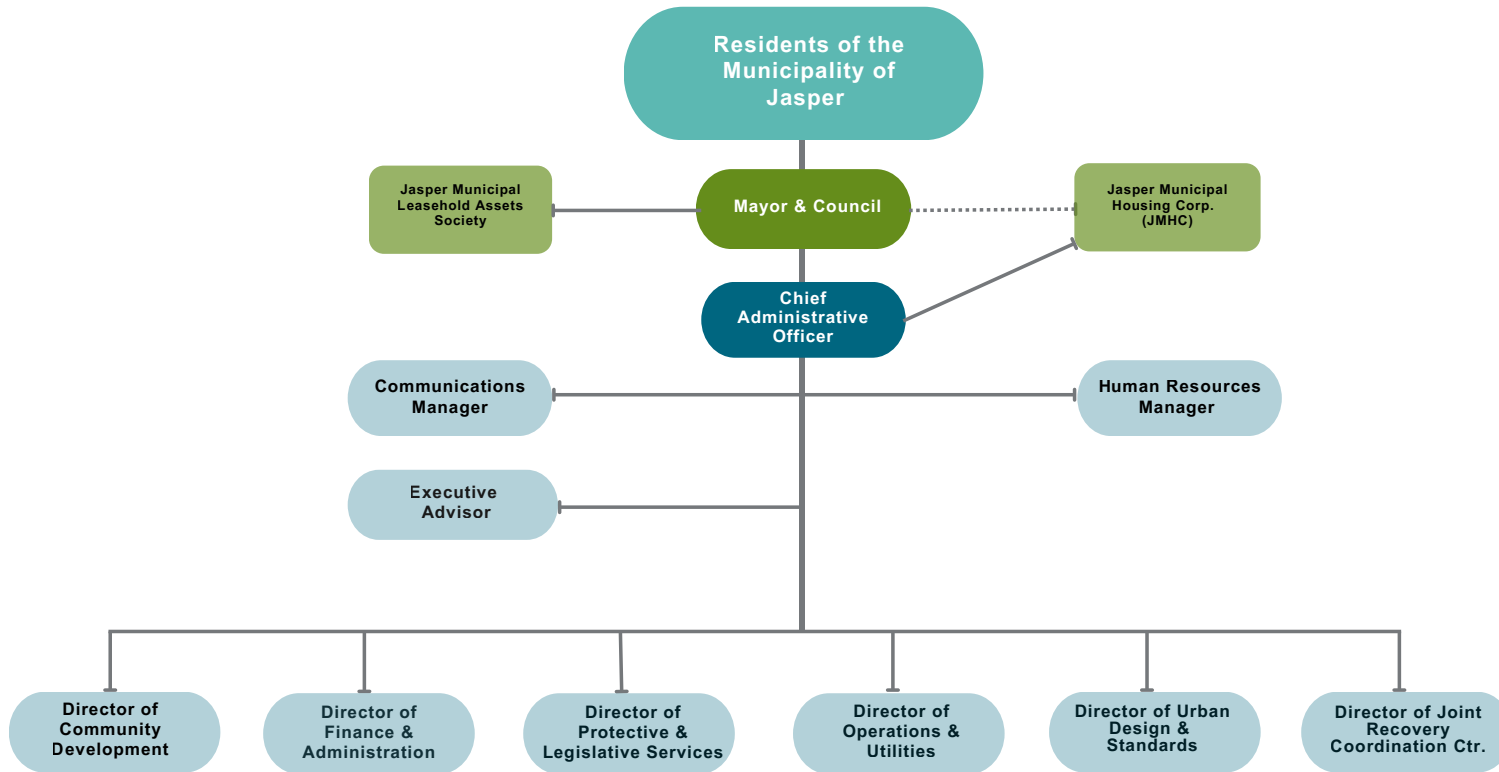 Residents of the
Municipality of
Jasper
Jasper Municipal
Leasehold Assets
Society
Mayor & Council
Jasper Municipal
Housing Corp.
(JMHC)
Chief
Administrative
Officer
Communications
Manager
Human Resources
Manager
Executive
Advisor
Director of
Community
Development
Director of
Finance &
Administration
Director of
Protective &
Legislative Services
Director of
Operations &
Utilities
Director of Urban
Design &
Standards
Director of Joint
Recovery
Coordination Ctr.